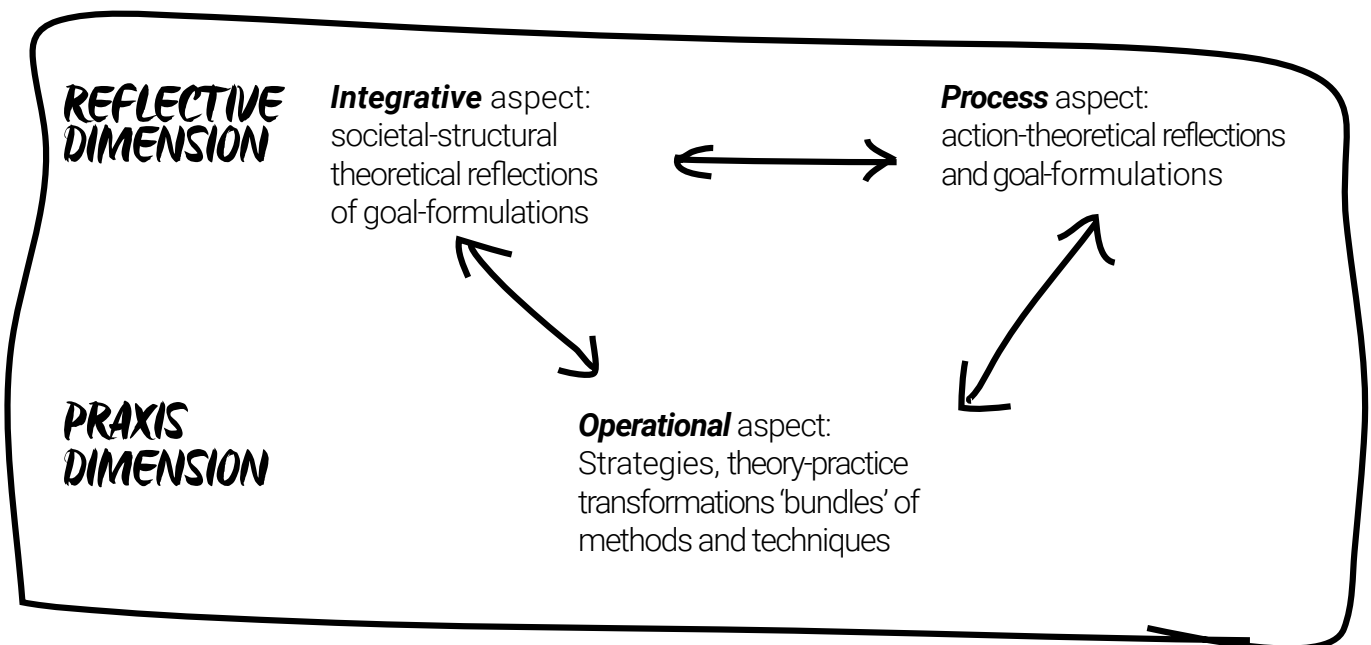 REFLECTIVE
DIMENSION
Integrative aspect:
societal-structural
theoretical reflections
of goal-formulations
Process aspect:
action-theoretical reflections
and goal-formulations
PRAXIS
DIMENSION
Operational aspect:
Strategies, theory-practice
transformations ‘bundles’ of
methods and techniques